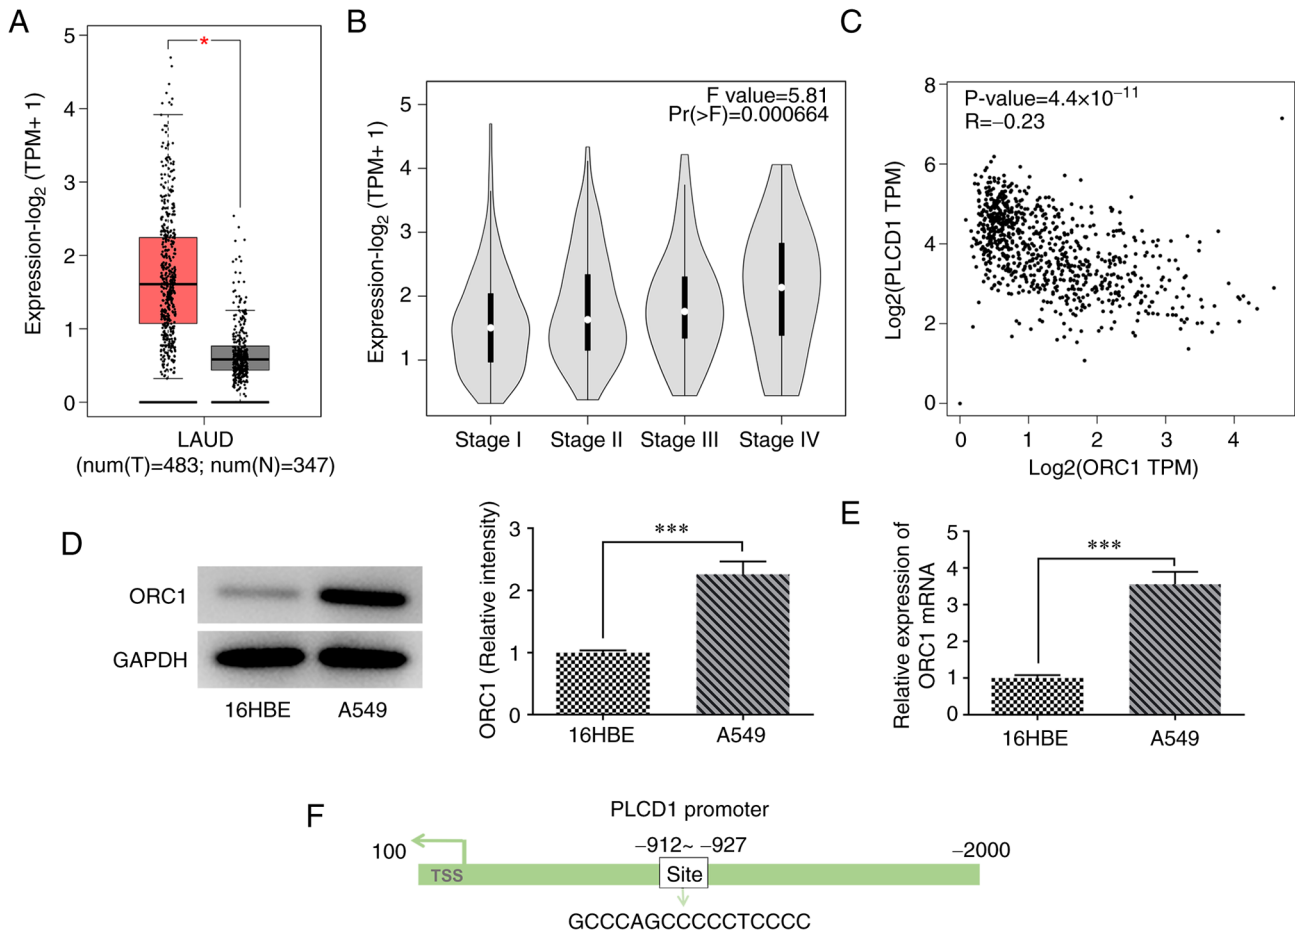 A
5
4
3
2
1
0
Expression-log2 (TPM+ 1)
*
LAUD
(num(T)=483; num(N)=347)
B
5
4
3
2
1
Expression-log2 (TPM+ 1)
F value=5.81
Pr(>F)=0.000664
Stage I Stage II Stage III Stage IV
C
8
6
4
2
0
Log2(PLCD1 TPM)
P-value=4.4×10−11
R=−0.23
0 1 2 3 4
Log2(ORC1 TPM)
D
ORC1
GAPDH
16HBE A549
ORC1 (Relative intensity)
3
2
1
0
***
16HBE A549
E
Relative expression of
ORC1 mRNA
5
4
3
2
1
0
***
16HBE A549
F
PLCD1 promoter
100
−912~ −927
−2000
TSS
Site
GCCCAGCCCCCTCCCC